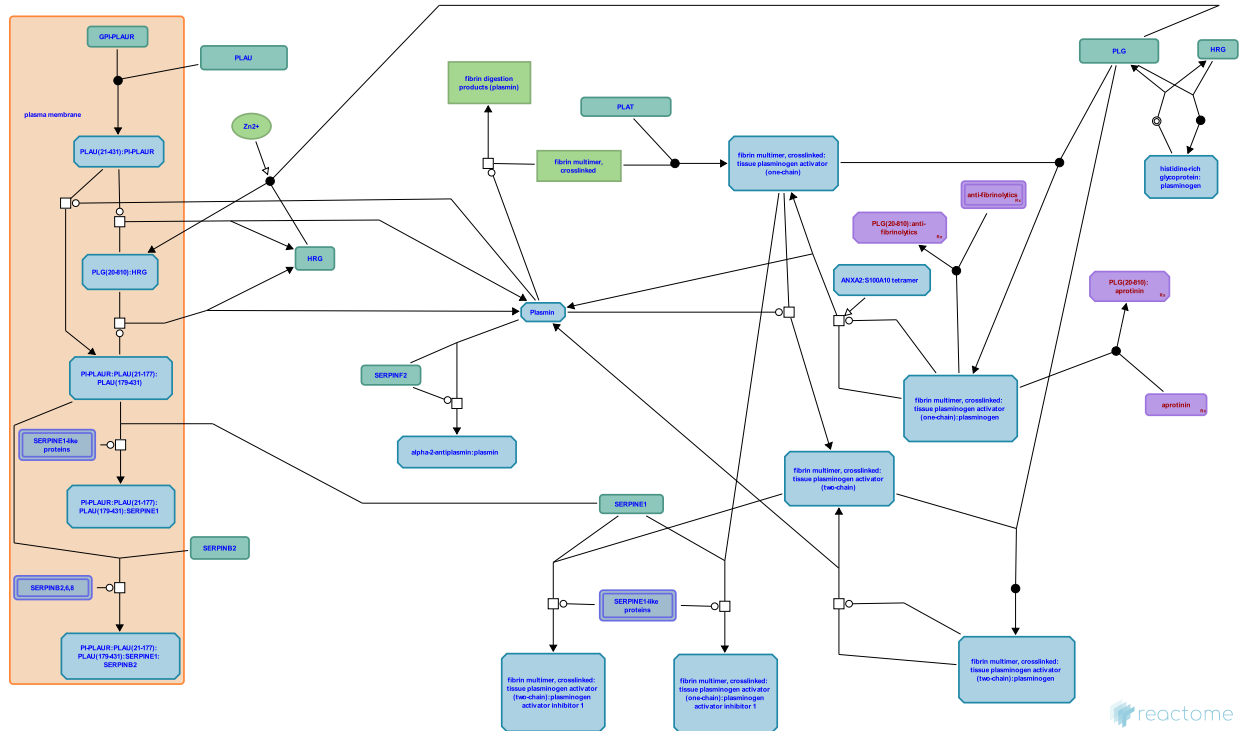 GPI-PLAUR
PLAU
plasma membrane
Zn2+
PLAU(21-431):PI-PLAUR
PLG(20-810):HRG
HRG
PI-PLAUR:PLAU(21-177):
PLAU(179-431)
SERPINE1-like
proteins
PI-PLAUR:PLAU(21-177):
PLAU(179-431):SERPINE1
SERPINB2
SERPINB2,6,8
PI-PLAUR:PLAU(21-177):
PLAU(179-431):SERPINE1:
SERPINB2
fibrin digestion
products (plasmin)
PLAT
fibrin multimer,
crosslinked
fibrin multimer, crosslinked:
tissue plasminogen activator
(one-chain)
PLG
HRG
histidine-rich
glycoprotein:
plasminogen
anti-fibrinolytics
Rx
PLG(20-810):anti-
fibrinolytics
Rx
ANXA2:S100A10 tetramer
PLG(20-810):
aprotinin
Rx
Plasmin
SERPINF2
alpha-2-antiplasmin:plasmin
fibrin multimer, crosslinked:
tissue plasminogen activator
(one-chain):plasminogen
aprotinin
Rx
fibrin multimer, crosslinked:
tissue plasminogen activator
(two-chain)
SERPINE1
SERPINE1-like
proteins
fibrin multimer, crosslinked:
tissue plasminogen activator
(two-chain):plasminogen
activator inhibitor 1
fibrin multimer, crosslinked:
tissue plasminogen activator
(one-chain):plasminogen
activator inhibitor 1
fibrin multimer, crosslinked:
tissue plasminogen activator
(two-chain):plasminogen
reactome